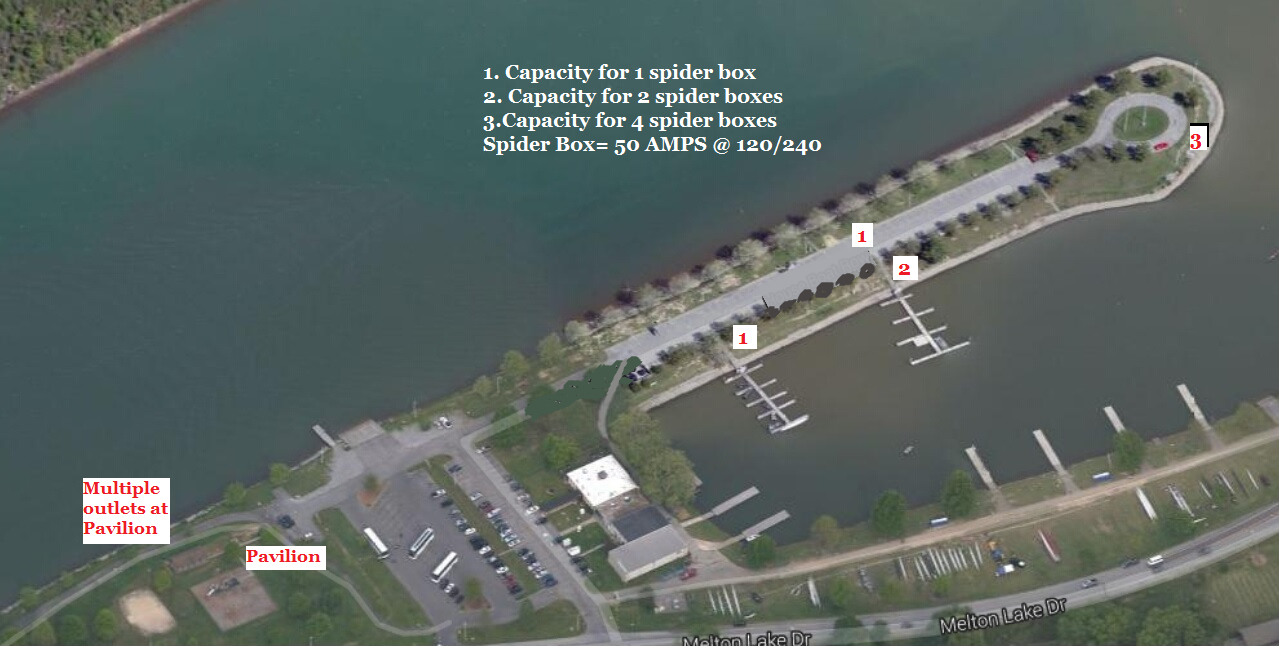 1. Capacity for 1 spider box
2. Capacity for 2 spider boxes
3.Capacity for 4 spider boxes
Spider Box= 50 AMPS @ 120/240
3
1
2
1
Multiple
outlets at
Pavilion
Pavilion
Melton Lake Dr
Melton Lake Dr